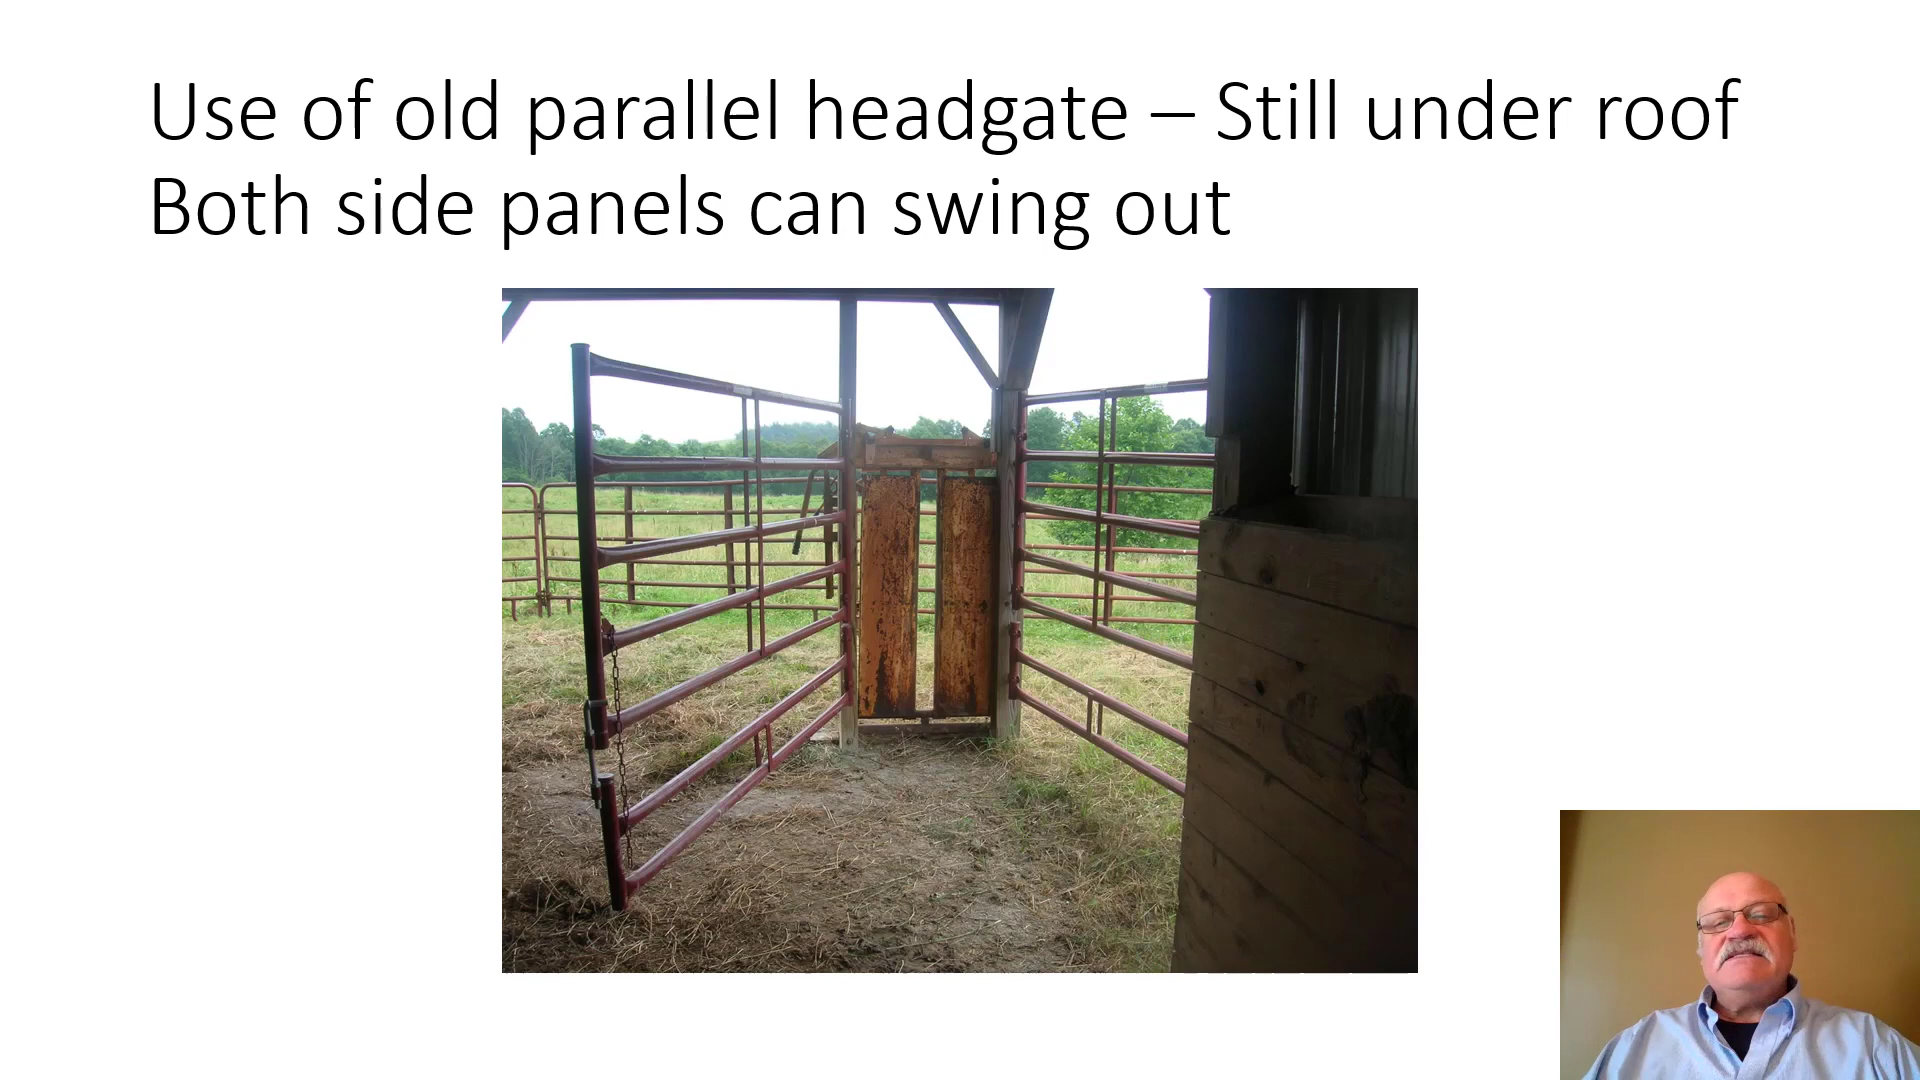 Use of old parallel headgate – Still under roof
Both side panels can swing out